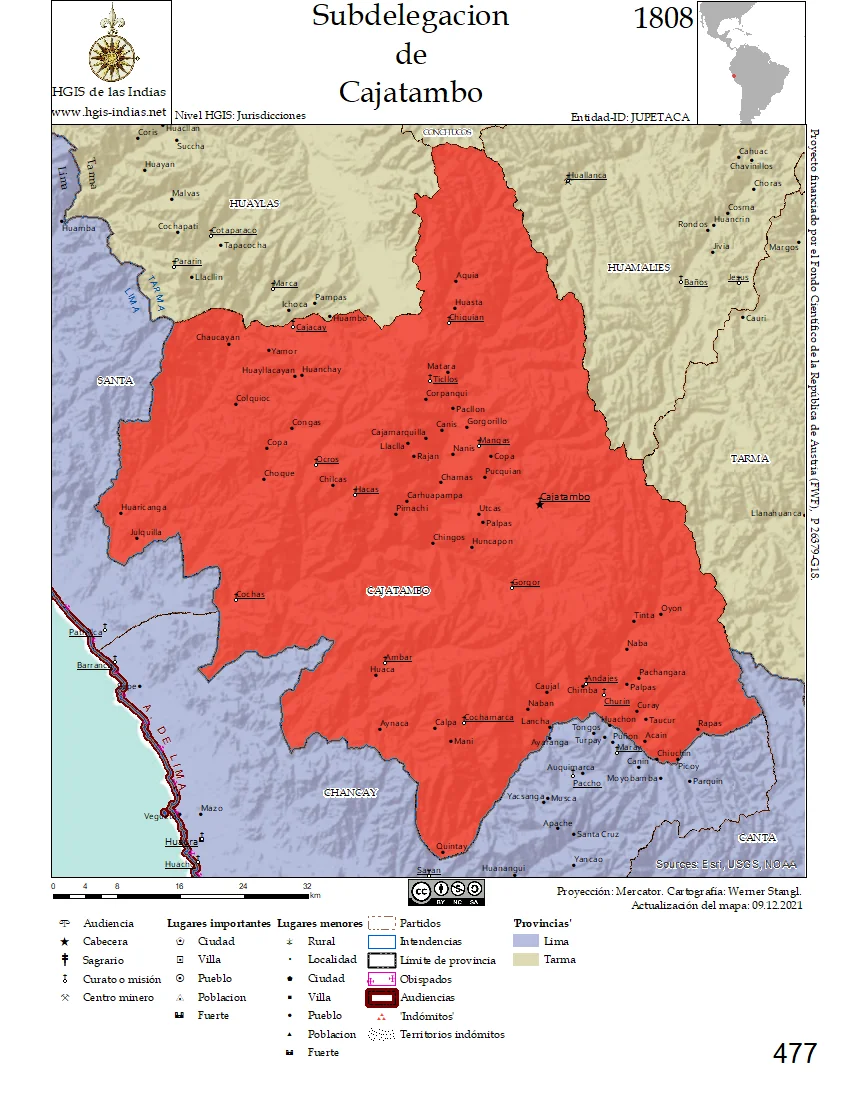 Subdelegacion
de
Cajatambo
1808
HGIS de las Indias
www.hgis-indias.net
Nivel HGIS: Jurisdicciones
Entidad-ID: JUPETACA
CONCHUCOS
Coris
Huacllan
Succha
Huayan
Malvas
HUAYLAS
Cochapati
Cotaparaco
Tapacocha
Pararin
Llacllin
Marca
Pampas
Ichoca
Huambo
Cajacay
Lima
Tarma
Huamba
TARMA
LIMA
SANTA
Huallanca
Cahuac
Chavinillos
Choras
Cosma
Huancrin
Rondos
Jivia
Margos
HUAMALIES
Baños
Jesus
Cauri
TARMA
Llanahuanca
Aquia
Huasta
Chiquian
Chaucayan
Yamor
Huayllacayan
Huanchay
Matara
Ticllos
Corpanqui
Colquioc
Pacllon
Congas
Canis
Gorgorillo
Cajamarquilla
Llaclla
Mangas
Copa
Rajan
Nanis
Copa
Ocros
Choque
Chilcas
Chamas
Pucquian
Hacas
Carhuapampa
Cajatambo
Huaricanga
Pimachi
Utcas
Palpas
Julquilla
Chingos
Huncapon
Gorgor
CAJATAMBO
Cochas
Oyon
Tinta
Naba
Ambar
Huaca
Pachangara
Andajes
Caujal
Chimba
Palpas
Churin
Naban
Curay
Cochamarca
Lancha
Huachon
Taucur
Rapas
Aynaca
Calpa
Tongos
Mani
Ayaranga
Turpay
Puñon
Acain
Maray
Chiuchin
Canin
Picoy
Auquimarca
Moyobamba
Parquin
Paccho
CHANCAY
Yacsanga
Musca
Apache
Santa Cruz
CANTA
Yancao
Quintay
Sayan
Huanangui
Barranca
A. DE LIMA
Mazo
Sources: Esri, USGS, NOAA
Proyecto financiado por el Fondo Científico de la República de Austria (FWF), P 26379-G18.
0 4 8 16 24 32
km
CC BY NC SA
Proyección: Mercator. Cartografía: Werner Stangl.
Actualización del mapa: 09.12.2021
Audiencia
Cabecera
Sagrario
Curato o misión
Centro minero
Lugares importantes
Ciudad
Villa
Pueblo
Poblacion
Fuerte
Lugares menores
Rural
Localidad
Ciudad
Villa
Pueblo
Poblacion
Fuerte
Partidos
Intendencias
Límite de provincia
Obispados
Audiencias
'Indómitos'
Territorios indómitos
'Provincias'
Lima
Tarma
477